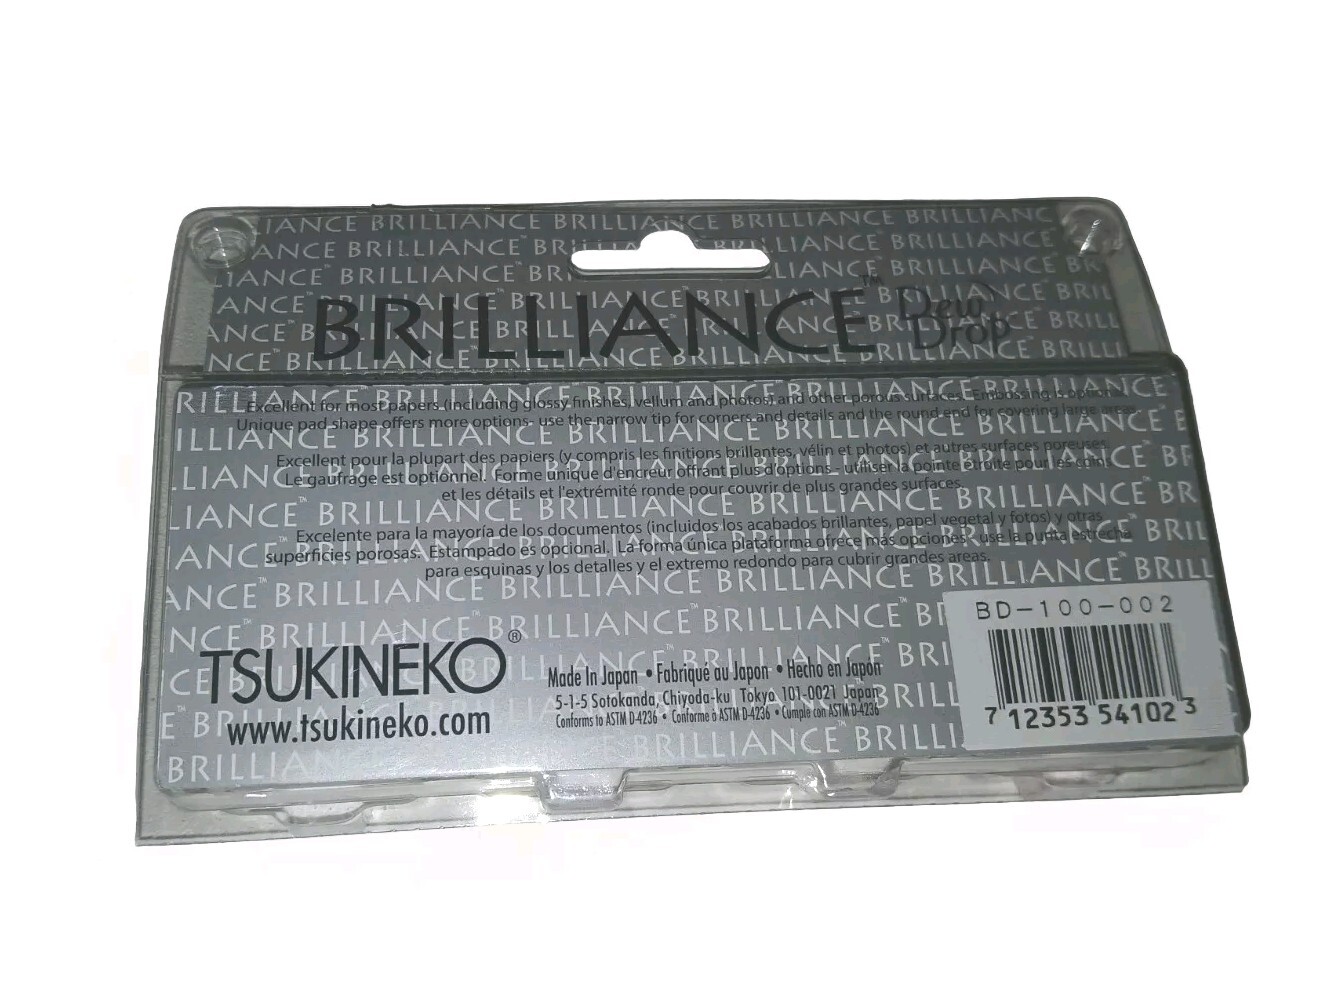 BRILLIANCE™ Dew Drop
Excellent for most papers (including glossy finishes, vellum and photos) and other porous surfaces. Embossing is optional.
Unique pad shape offers more options- use the narrow tip for corners and details and the round end for covering large areas.
Excellent pour la plupart des papiers (y compris les finitions brillantes, vélin et photos) et autres surfaces poreuses.
Le gaufrage est optionnel. Forme unique d'encreur offrant plus d'options - utiliser la pointe étroite pour les coins
et les détails et l'extrémité ronde pour couvrir de plus grandes surfaces.
Excelente para la mayoría de los documentos (incluidos los acabados brillantes, papel vegetal y fotos) y otras
superficies porosas. Estampado es opcional. La forma única plataforma ofrece más opciones - use la punta estrecha
para esquinas y los detalles y el extremo redondo para cubrir grandes areas.
TSUKINEKO®
www.tsukineko.com
Made In Japan • Fabriqué au Japon • Hecho en Japon
5-1-5 Sotokanda, Chiyoda-ku Tokyo 101-0021 Japan
Conforms to ASTM D-4236 • Conforme à ASTM D-4236 • Cumple con ASTM D-4236
BD-100-002
7 12353 54102 3